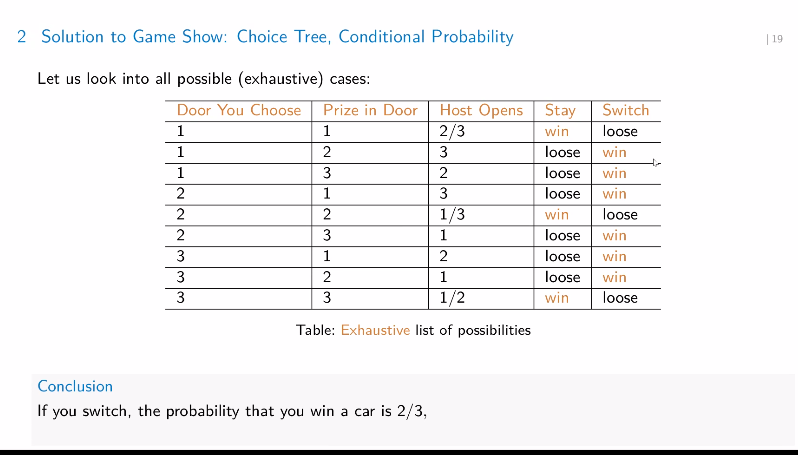 2 Solution to Game Show: Choice Tree, Conditional Probability
| 19
Let us look into all possible (exhaustive) cases:
Door You Choose Prize in Door Host Opens Stay Switch
1 1 2/3 win loose
1 2 3 loose win
1 3 2 loose win
2 1 3 loose win
2 2 1/3 win loose
2 3 1 loose win
3 1 2 loose win
3 2 1 loose win
3 3 1/2 win loose
Table: Exhaustive list of possibilities
Conclusion
If you switch, the probability that you win a car is 2/3,